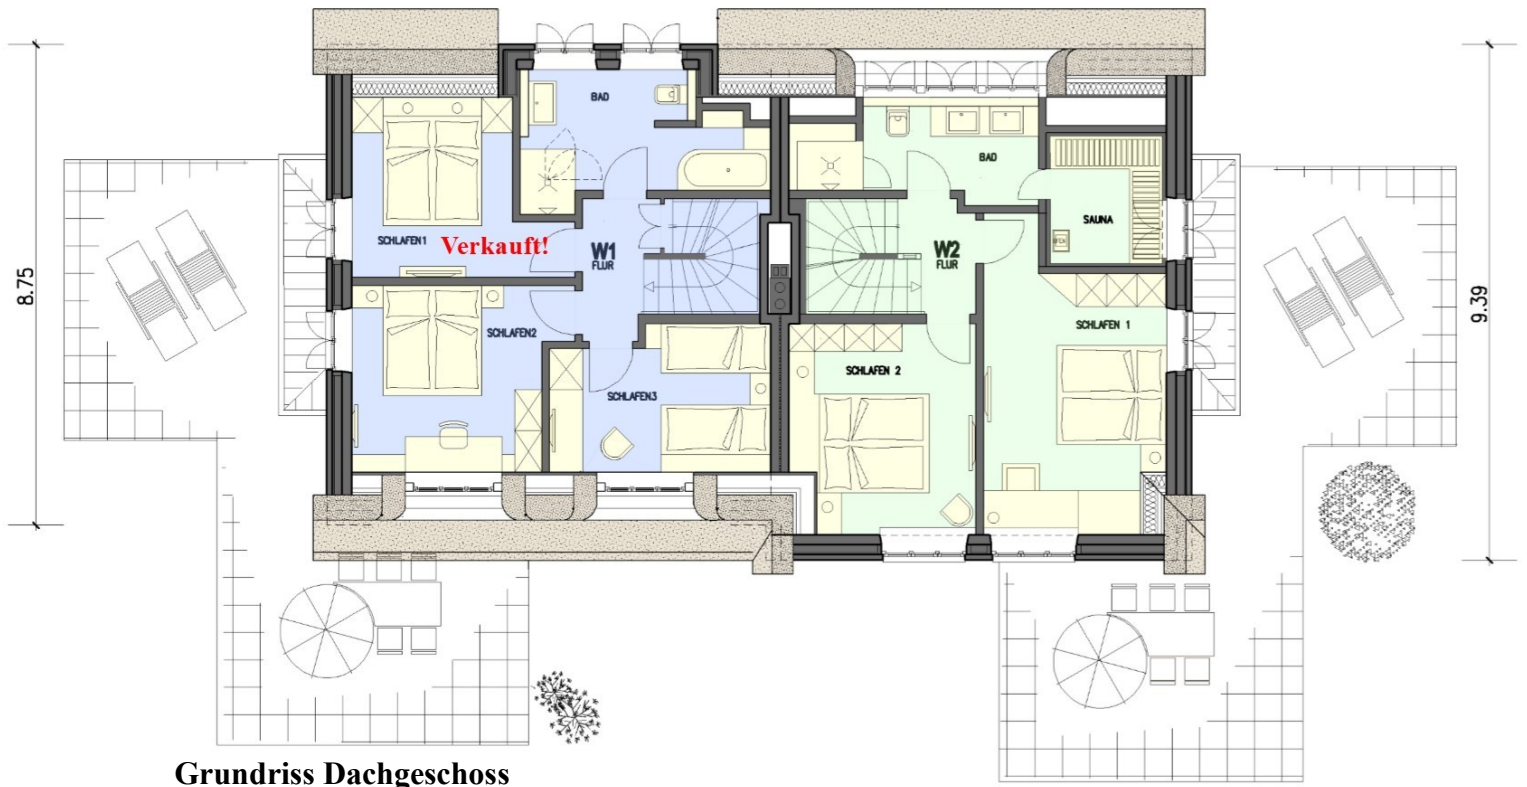 BAD
BAD
8.75
SCHLAFEN1
Verkauft!
W1
FLUR
W2
FLUR
SAUNA
9.39
SCHLAFEN2
SCHLAFEN 1
SCHLAFEN 2
SCHLAFEN3
Grundriss Dachgeschoss